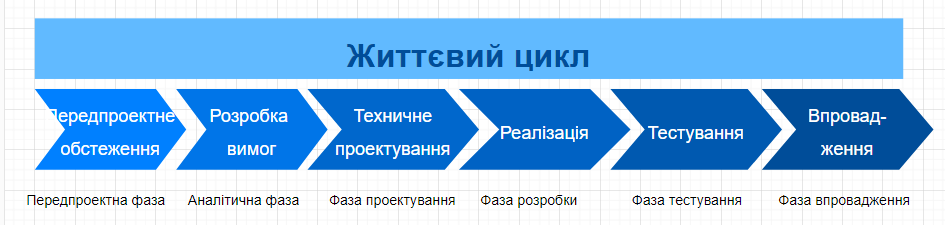 Життєвий цикл
Передпроектне
обстеження
Розробка
вимог
Техничне
проектування
Реалізація
Тестування
Впровад-
ження
Передпроектна фаза
Аналітична фаза
Фаза проектування
Фаза розробки
Фаза тестування
Фаза впровадження